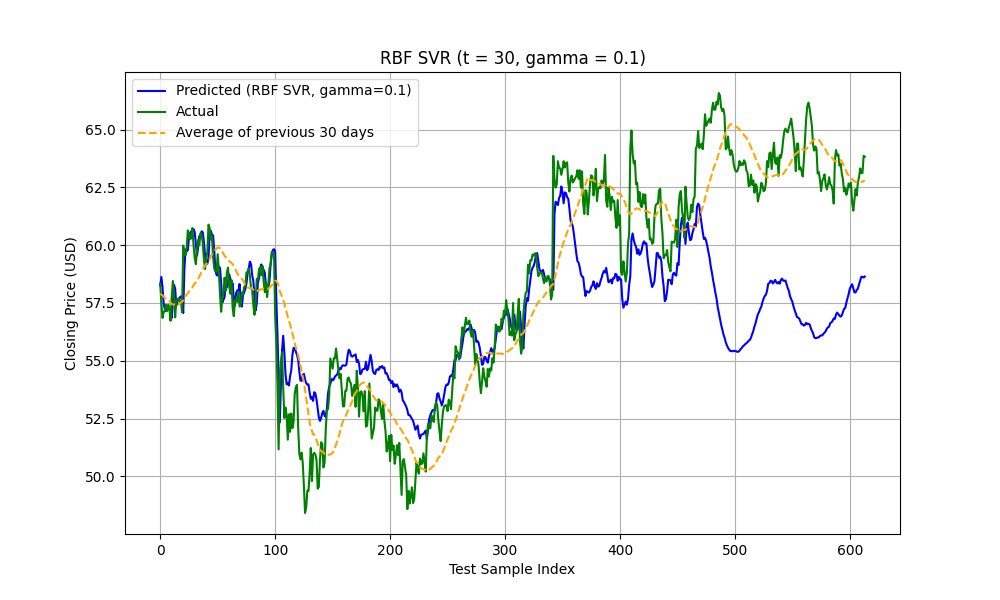 RBF SVR (t = 30, gamma = 0.1)
Predicted (RBF SVR, gamma=0.1)
Actual
Average of previous 30 days
Closing Price (USD)
65.0
62.5
60.0
57.5
55.0
52.5
50.0
0 100 200 300 400 500 600
Test Sample Index